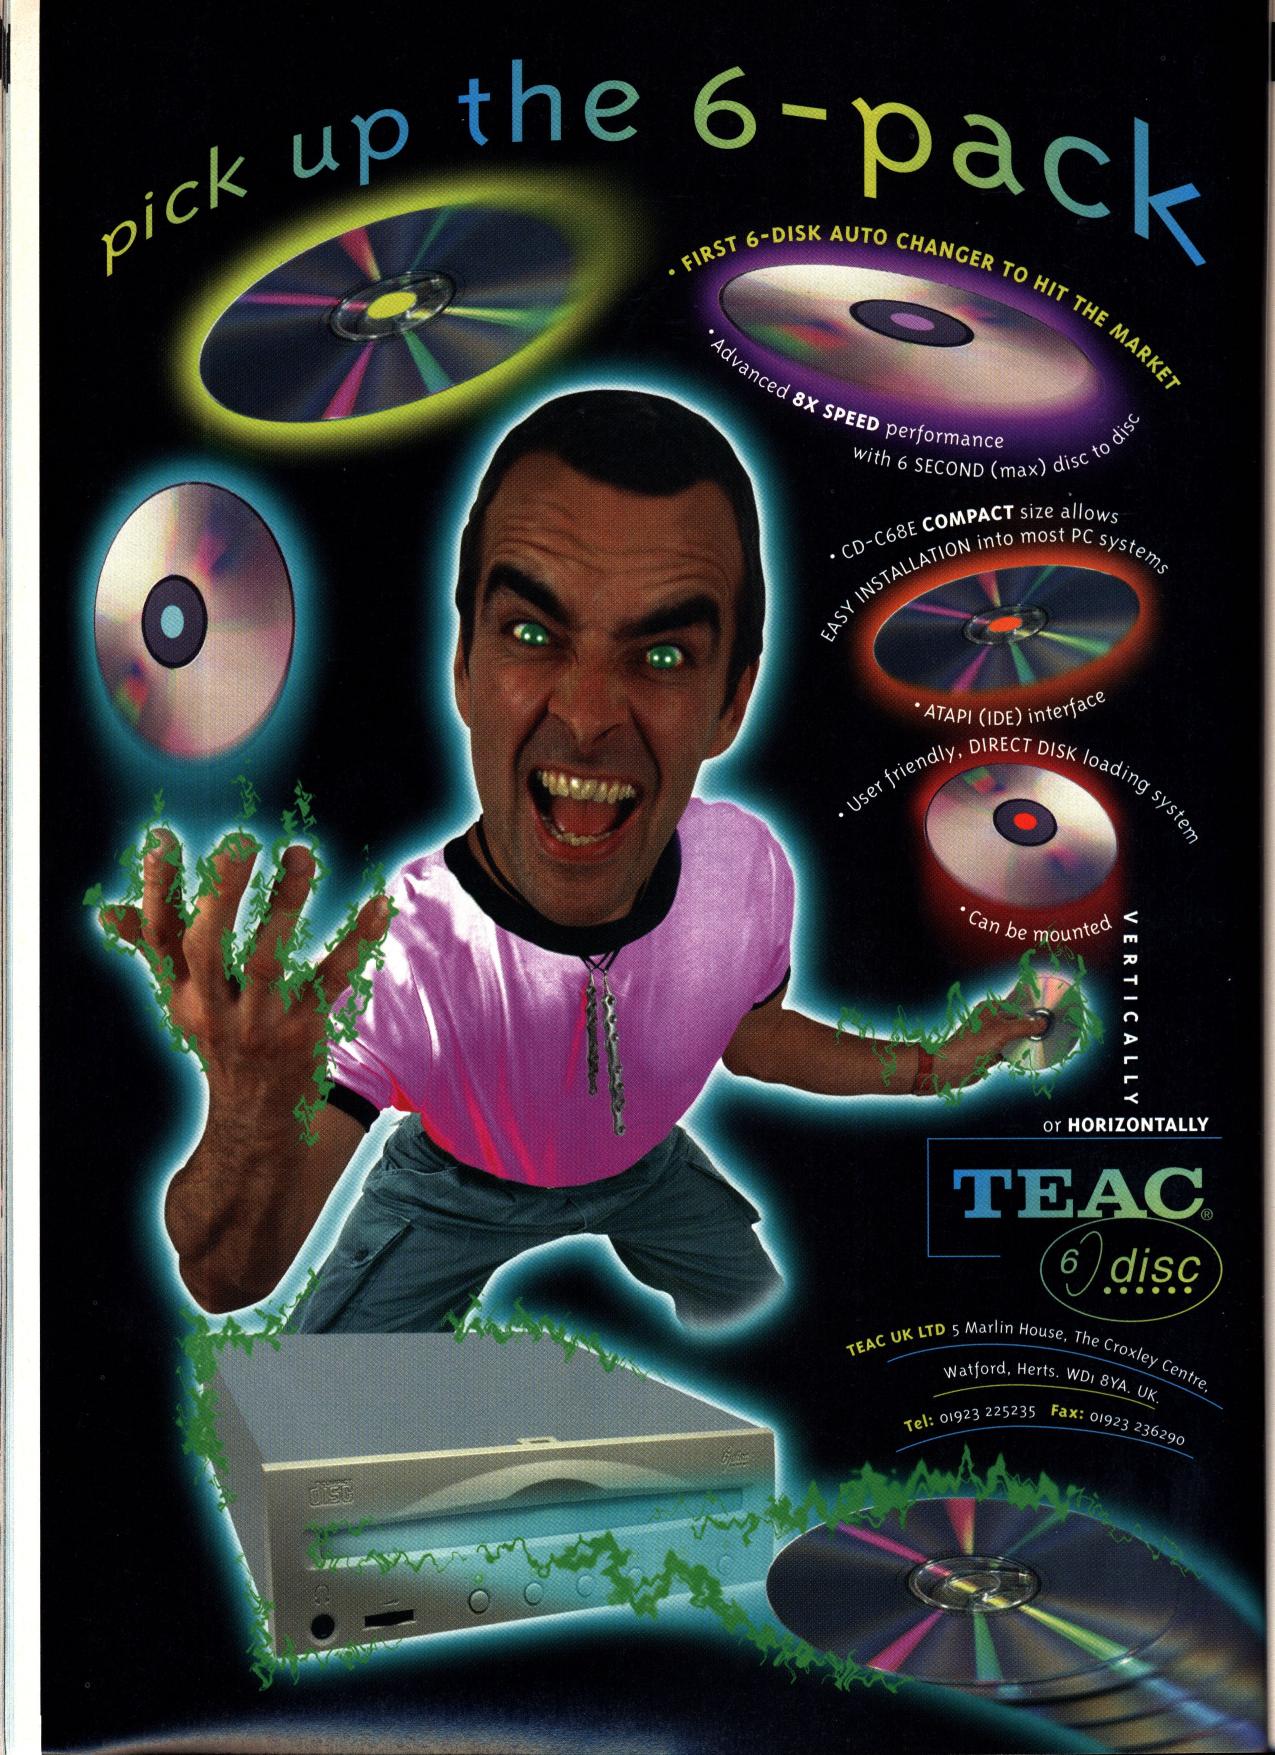 pick up the 6-pack
• FIRST 6-DISK AUTO CHANGER TO HIT THE MARKET
• Advanced 8X SPEED performance
with 6 SECOND (max) disc to disc
• CD-C68E COMPACT size allows
EASY INSTALLATION into most PC systems
• ATAPI (IDE) interface
• User friendly, DIRECT DISK loading system
• Can be mounted
VERTICALLY
or HORIZONTALLY
TEAC®
6 disc
TEAC UK LTD 5 Marlin House, The Croxley Centre,
Watford, Herts. WD1 8YA. UK.
Tel: 01923 225235 Fax: 01923 236290
disc